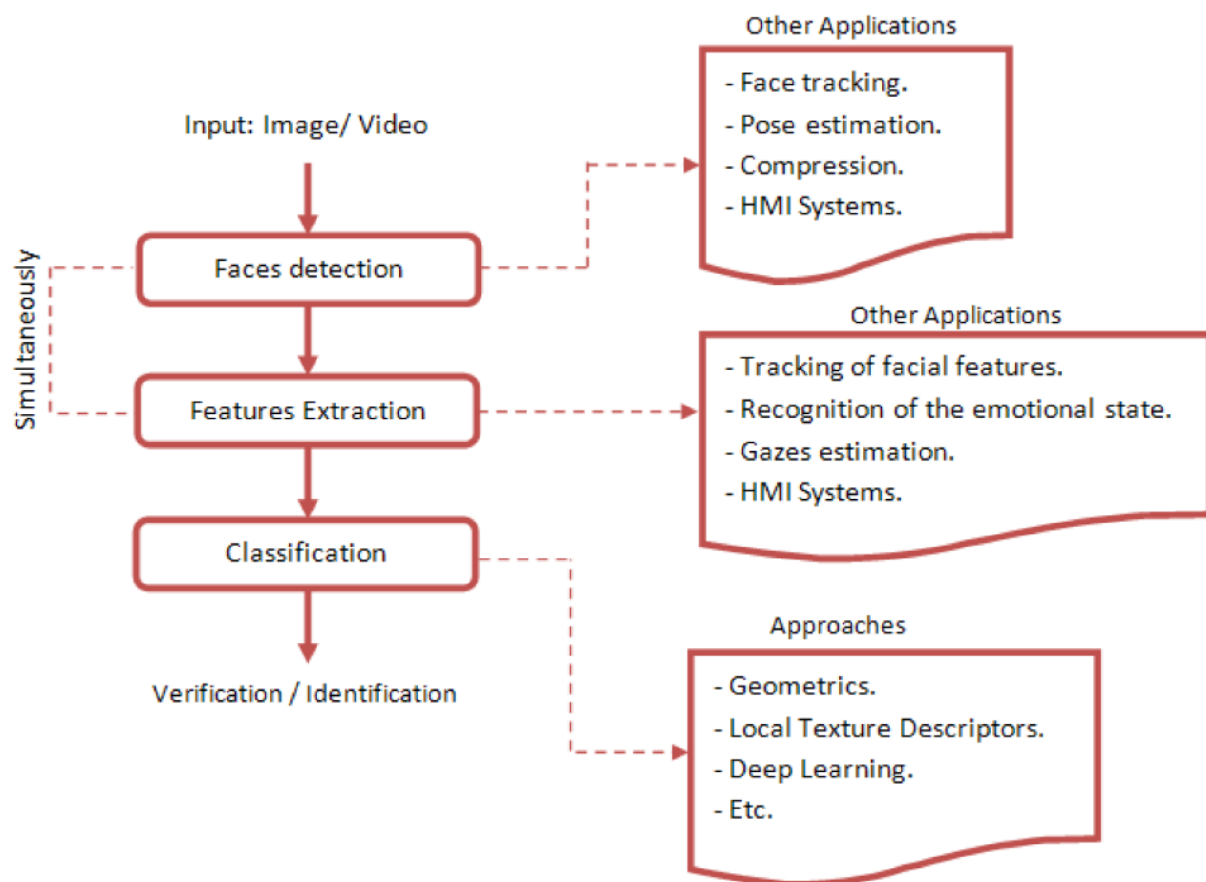 Other Applications
- Face tracking.
- Pose estimation.
- Compression.
- HMI Systems.
Input: Image/ Video
Faces detection
Simultaneously
Features Extraction
Other Applications
- Tracking of facial features.
- Recognition of the emotional state.
- Gazes estimation.
- HMI Systems.
Classification
Verification / Identification
Approaches
- Geometrics.
- Local Texture Descriptors.
- Deep Learning.
- Etc.